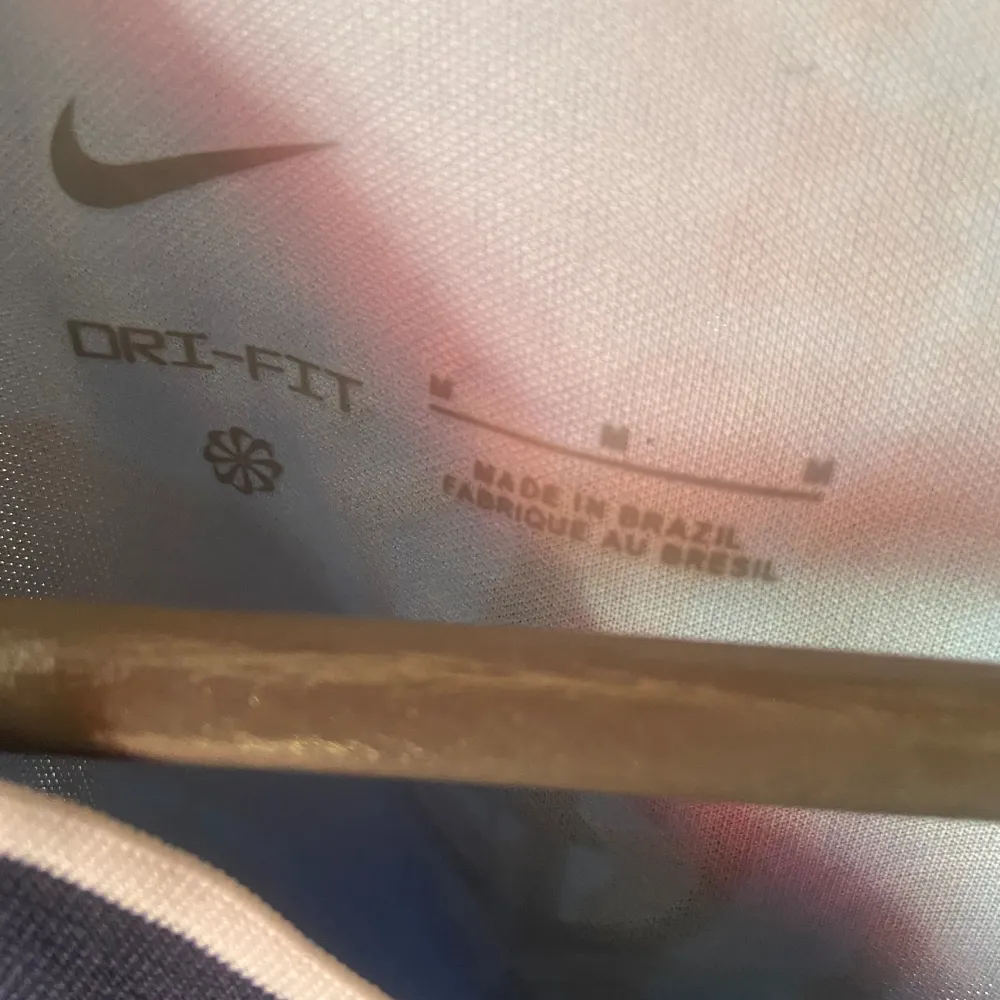 DRI-FIT
M M M
MADE IN BRAZIL
FABRIQUE AU BRESIL